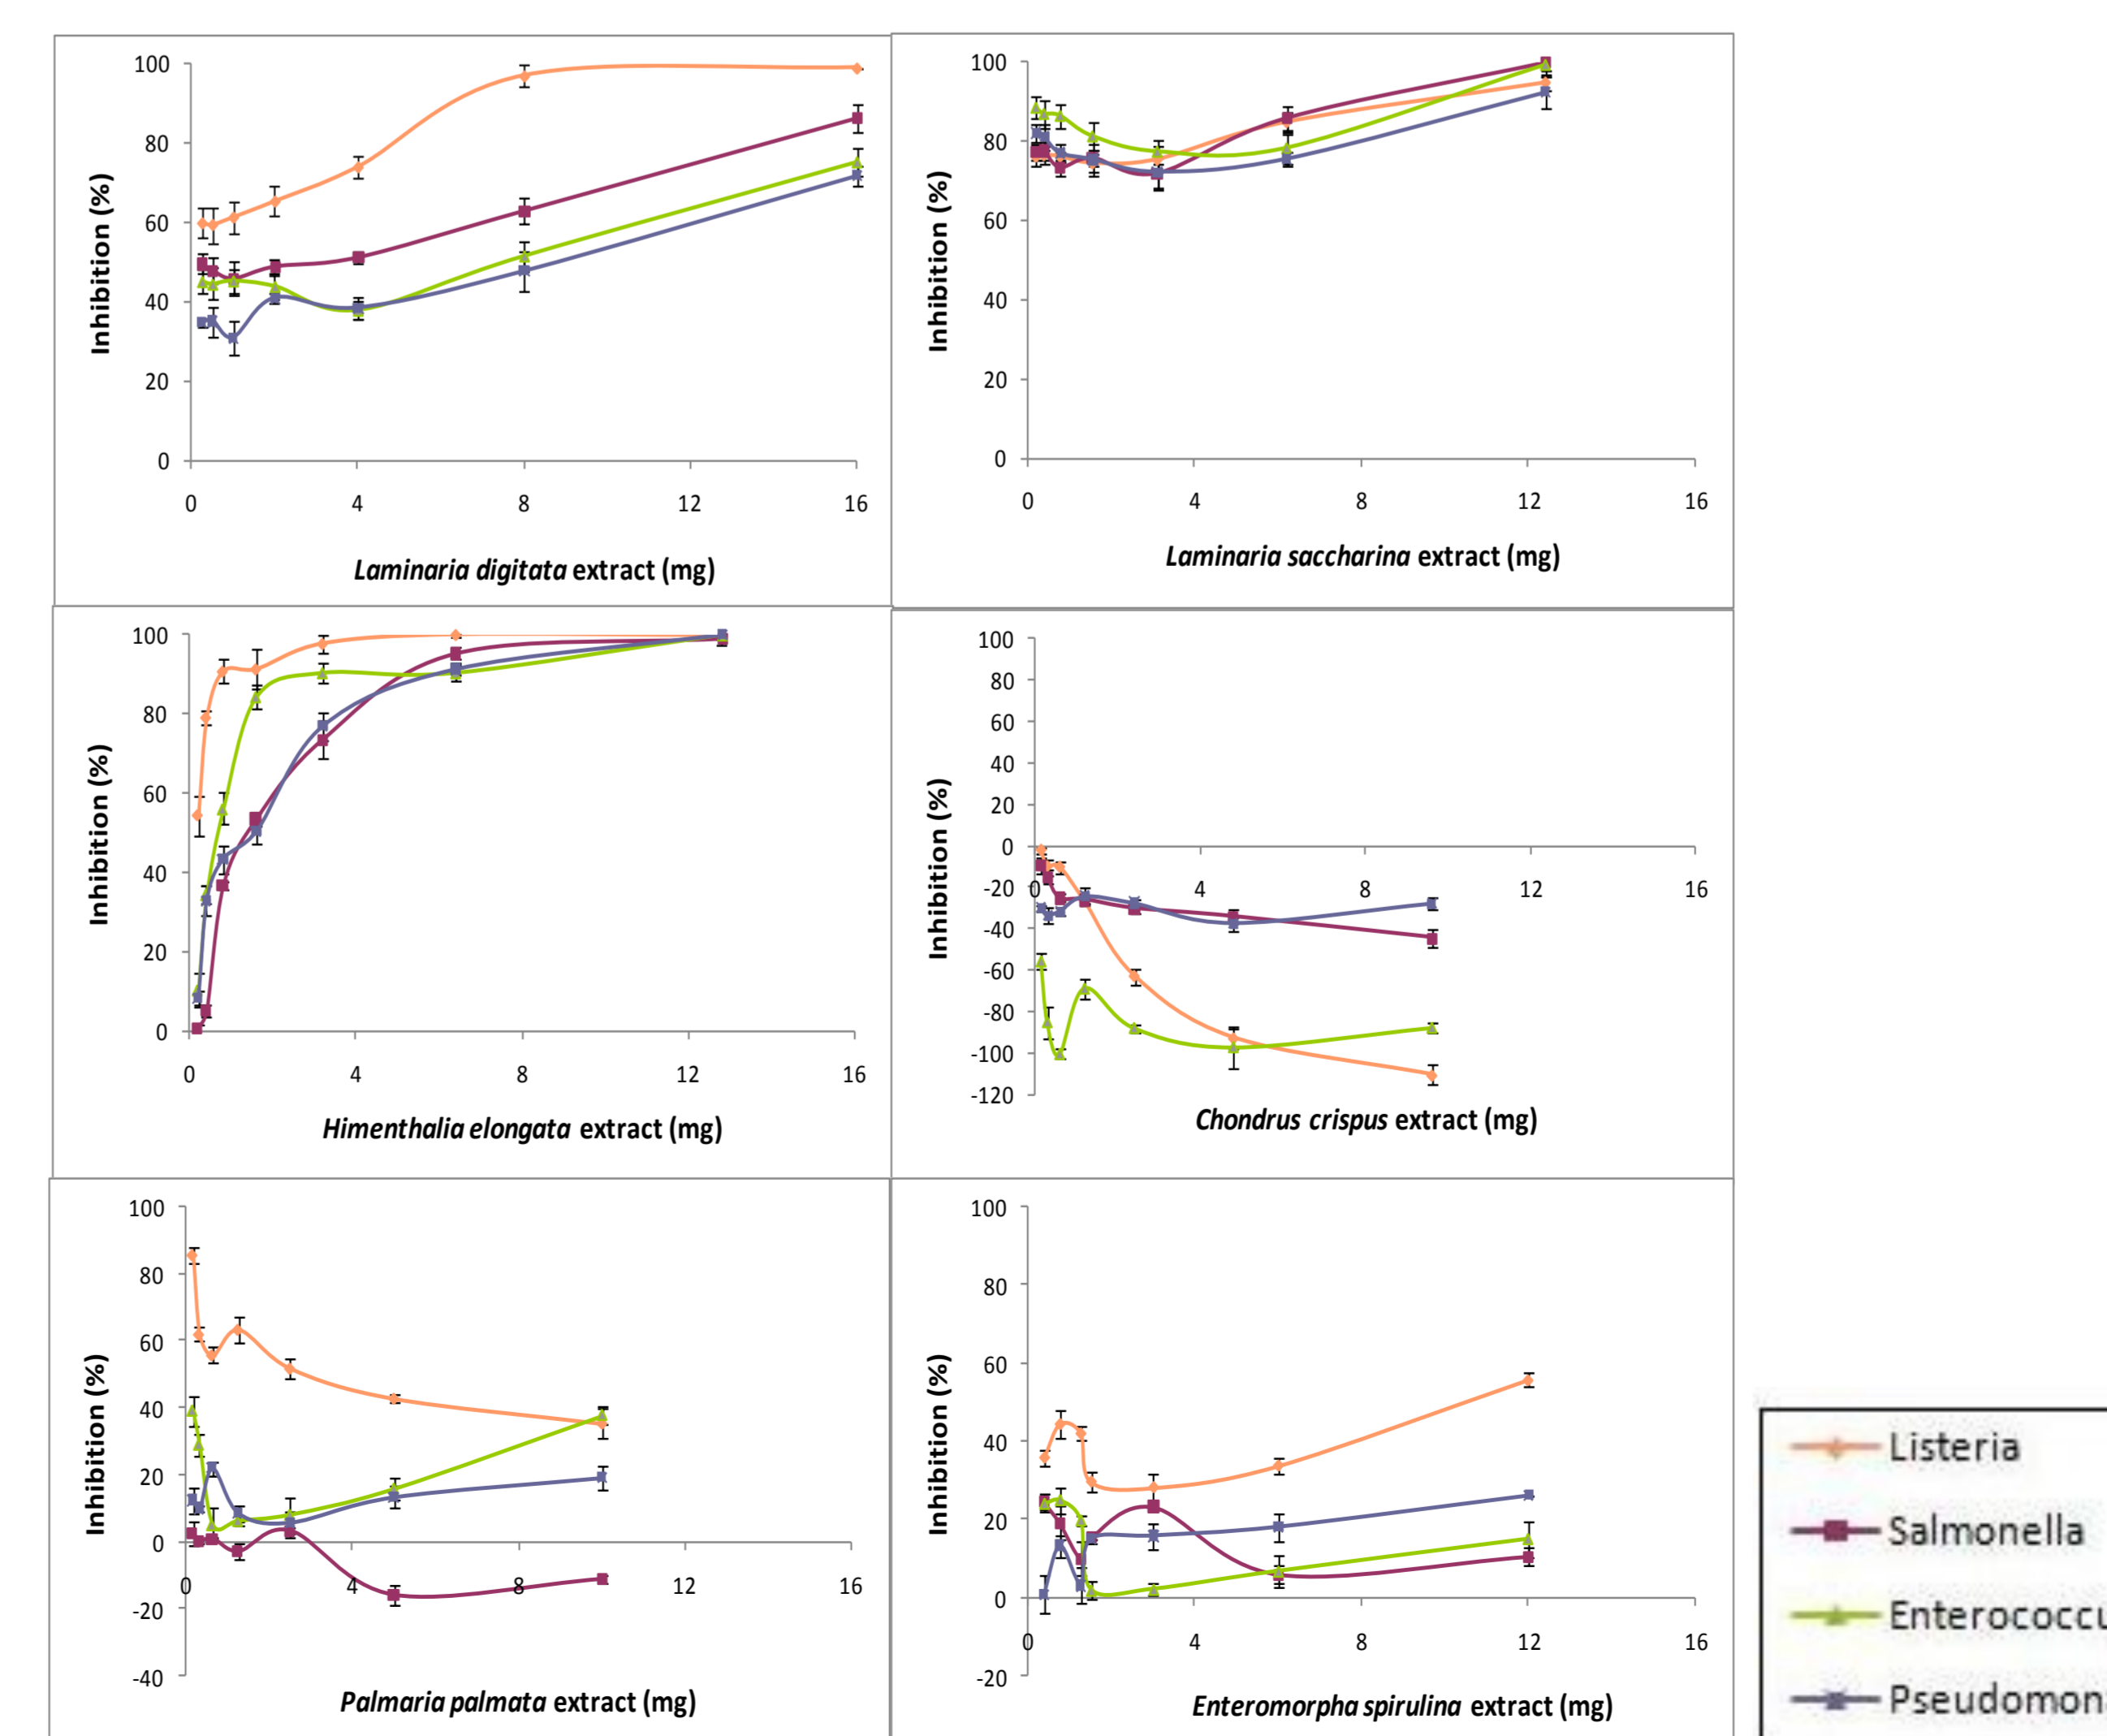 100
80
60
40
20
0
0 4 8 12 16
Inhibition (%)
Laminaria digitata extract (mg)
100
80
60
40
20
0
0 4 8 12 16
Inhibition (%)
Laminaria saccharina extract (mg)
100
80
60
40
20
0
0 4 8 12 16
Inhibition (%)
Himenthalia elongata extract (mg)
100
80
60
40
20
0
-20
-40
-60
-80
-100
-120
0 4 8 12 16
Inhibition (%)
Chondrus crispus extract (mg)
100
80
60
40
20
0
-20
-40
0 4 8 12 16
Inhibition (%)
Palmaria palmata extract (mg)
100
80
60
40
20
0
-20
0 4 8 12 16
Inhibition (%)
Enteromorpha spirulina extract (mg)
Listeria
Salmonella
Enterococcu
Pseudomon